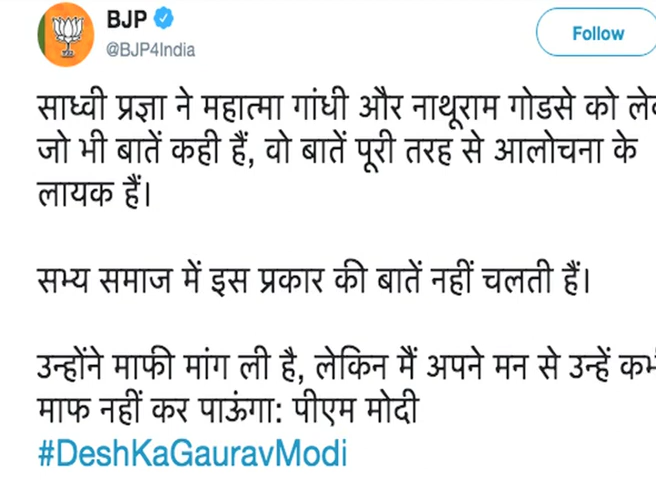 BJP
@BJP4India
Follow
साध्वी प्रज्ञा ने महात्मा गांधी और नाथूराम गोडसे को
जो भी बातें कही हैं, वो बातें पूरी तरह से आलोचना के
लायक हैं।
सभ्य समाज में इस प्रकार की बातें नहीं चलती हैं।
उन्होंने माफी मांग ली है, लेकिन मैं अपने मन से उन्हें
माफ नहीं कर पाऊंगा: पीएम मोदी
#DeshKaGauravModi